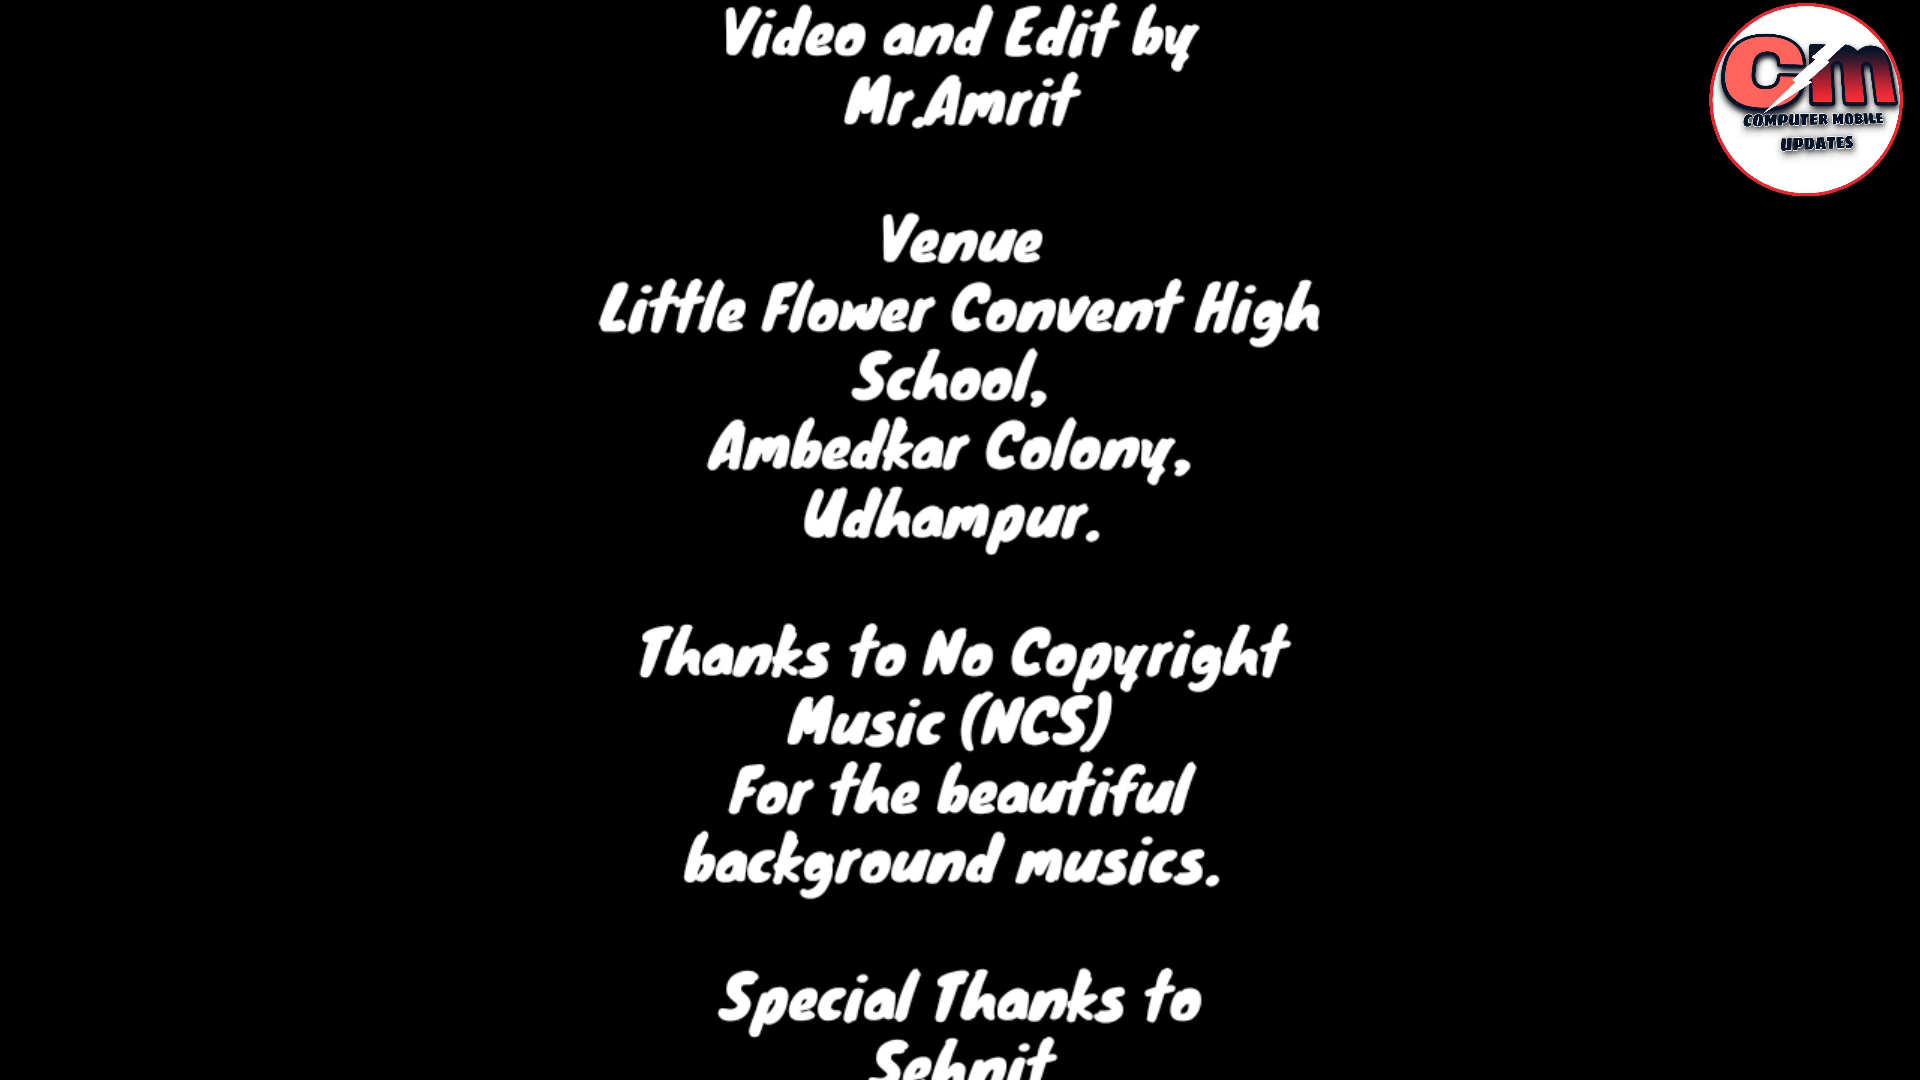 Video and Edit by
Mr.Amrit
Venue
Little Flower Convent High
School,
Ambedkar Colony,
Udhampur.
Thanks to No Copyright
Music (NCS)
For the beautiful
background musics.
Special Thanks to
Cm
COMPUTER MOBILE
UPDATES